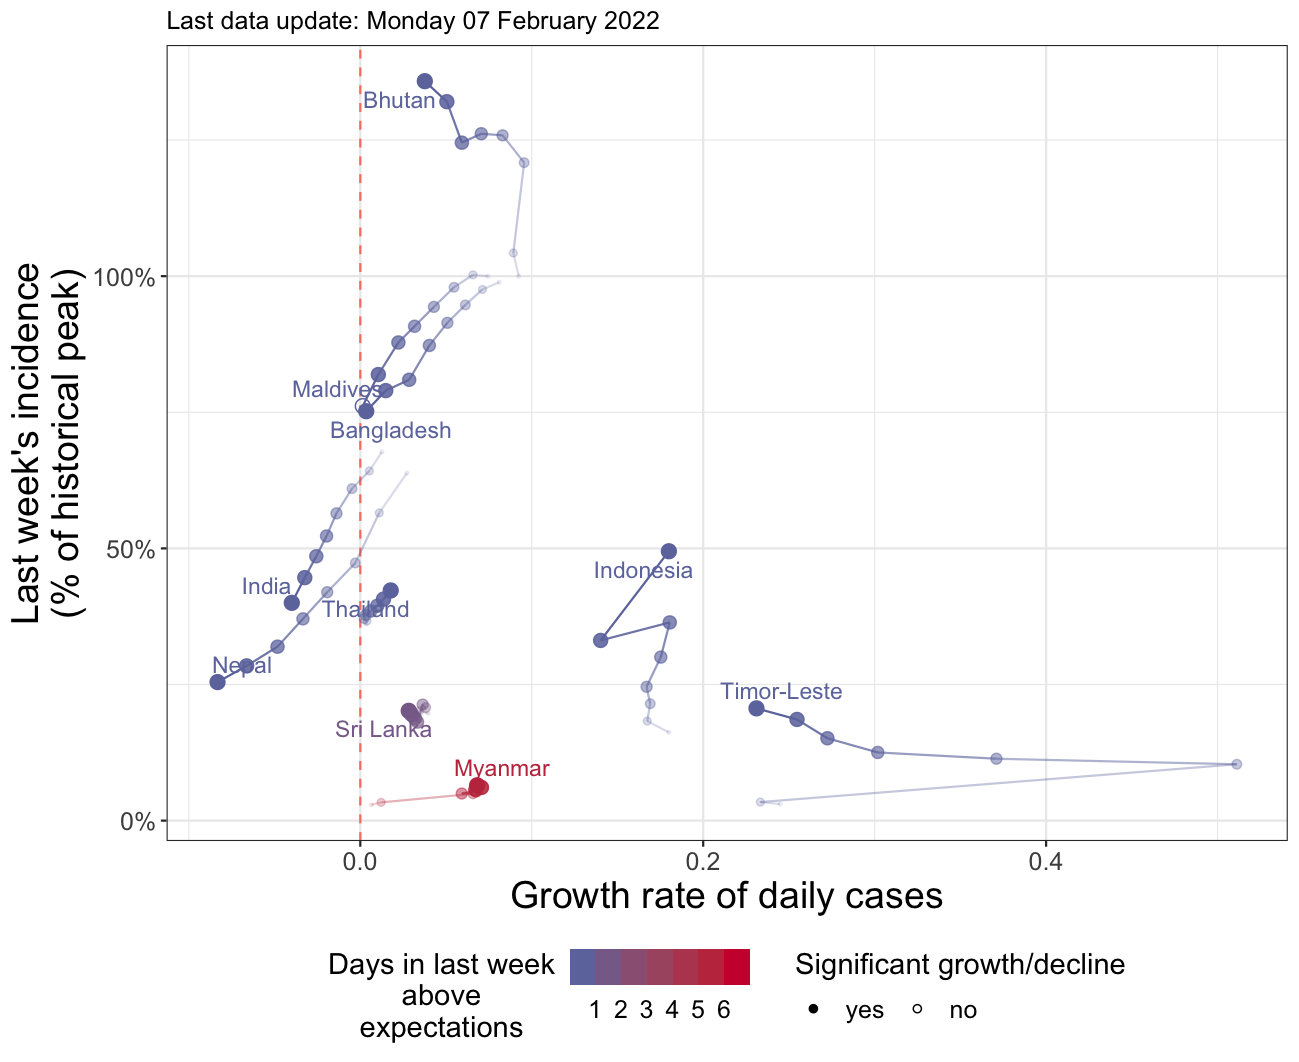 Last data update: Monday 07 February 2022
Last week's incidence
(% of historical peak)
100%
50%
0%
Bhutan
Maldives
Bangladesh
India
Thailand
Nepal
Indonesia
Timor-Leste
Sri Lanka
Myanmar
0.0 0.2 0.4
Growth rate of daily cases
Days in last week
above
expectations
1 2 3 4 5 6
Significant growth/decline
yes no